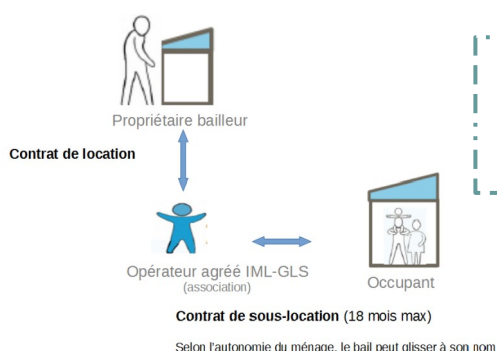 Propriétaire bailleur
Contrat de location
Opérateur agréé IML-GLS
(association)
Occupant
Contrat de sous-location (18 mois max)
Selon l'autonomie du ménage, le bail peut glisser à son nom